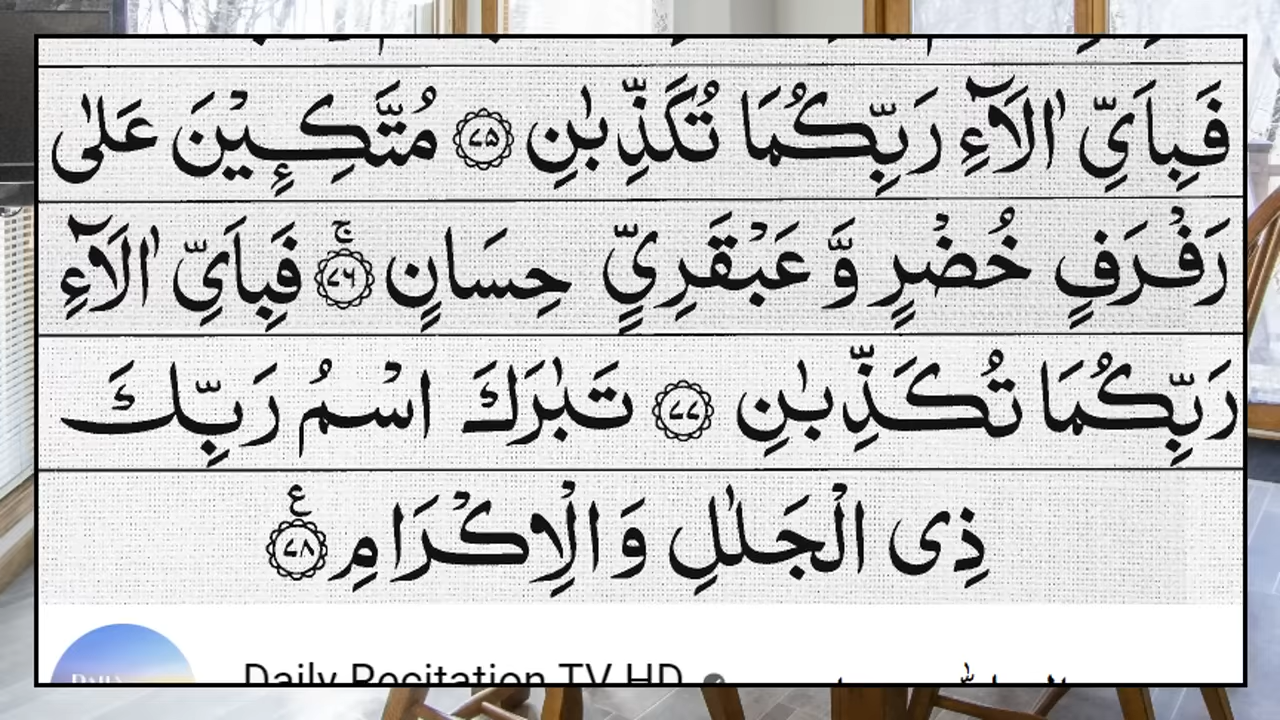 فَبِاَىِّ اٰلَآءِ رَبِّكُمَا تُكَذِّبٰنِ ﴿۷۵﴾ مُتَّكِـِٕيْنَ عَلٰى
رَفْرَفٍ خُضْرٍ وَّ عَبْقَرِىٍّ حِسَانٍ ۚ﴿۷۶﴾ فَبِاَىِّ اٰلَآءِ
رَبِّكُمَا تُكَذِّبٰنِ ﴿۷۷﴾ تَبٰرَكَ اسْمُ رَبِّكَ
ذِى الْجَلٰلِ وَ الْاِكْرَامِ ﴿۷۸﴾ ع
Daily Recitation TV HD